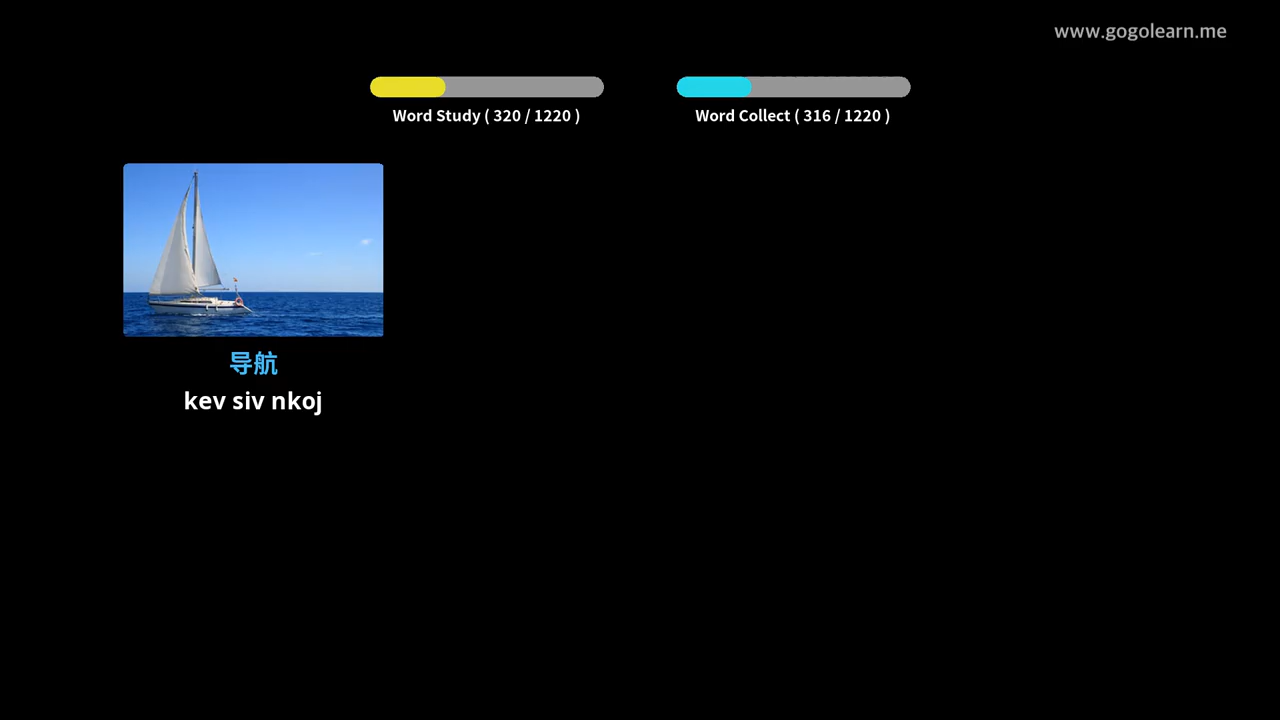 www.gogolearn.me
Word Study ( 320 / 1220 )
Word Collect ( 316 / 1220 )
导航
kev siv nkoj